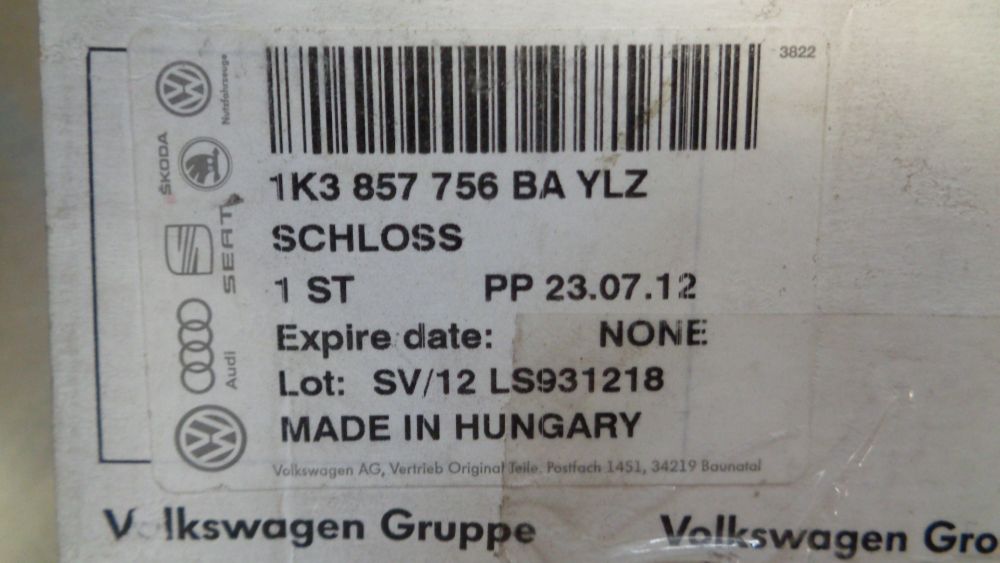 3822
Nutzfahrzeuge
ŠKODA
SEAT
Audi
1K3 857 756 BA YLZ
SCHLOSS
1 ST PP 23.07.12
Expire date: NONE
Lot: SV/12 LS931218
MADE IN HUNGARY
Volkswagen AG, Vertrieb Original Teile. Postfach 1451, 34219 Baunatal
V lkswagen Gruppe
Volkswagen Gro